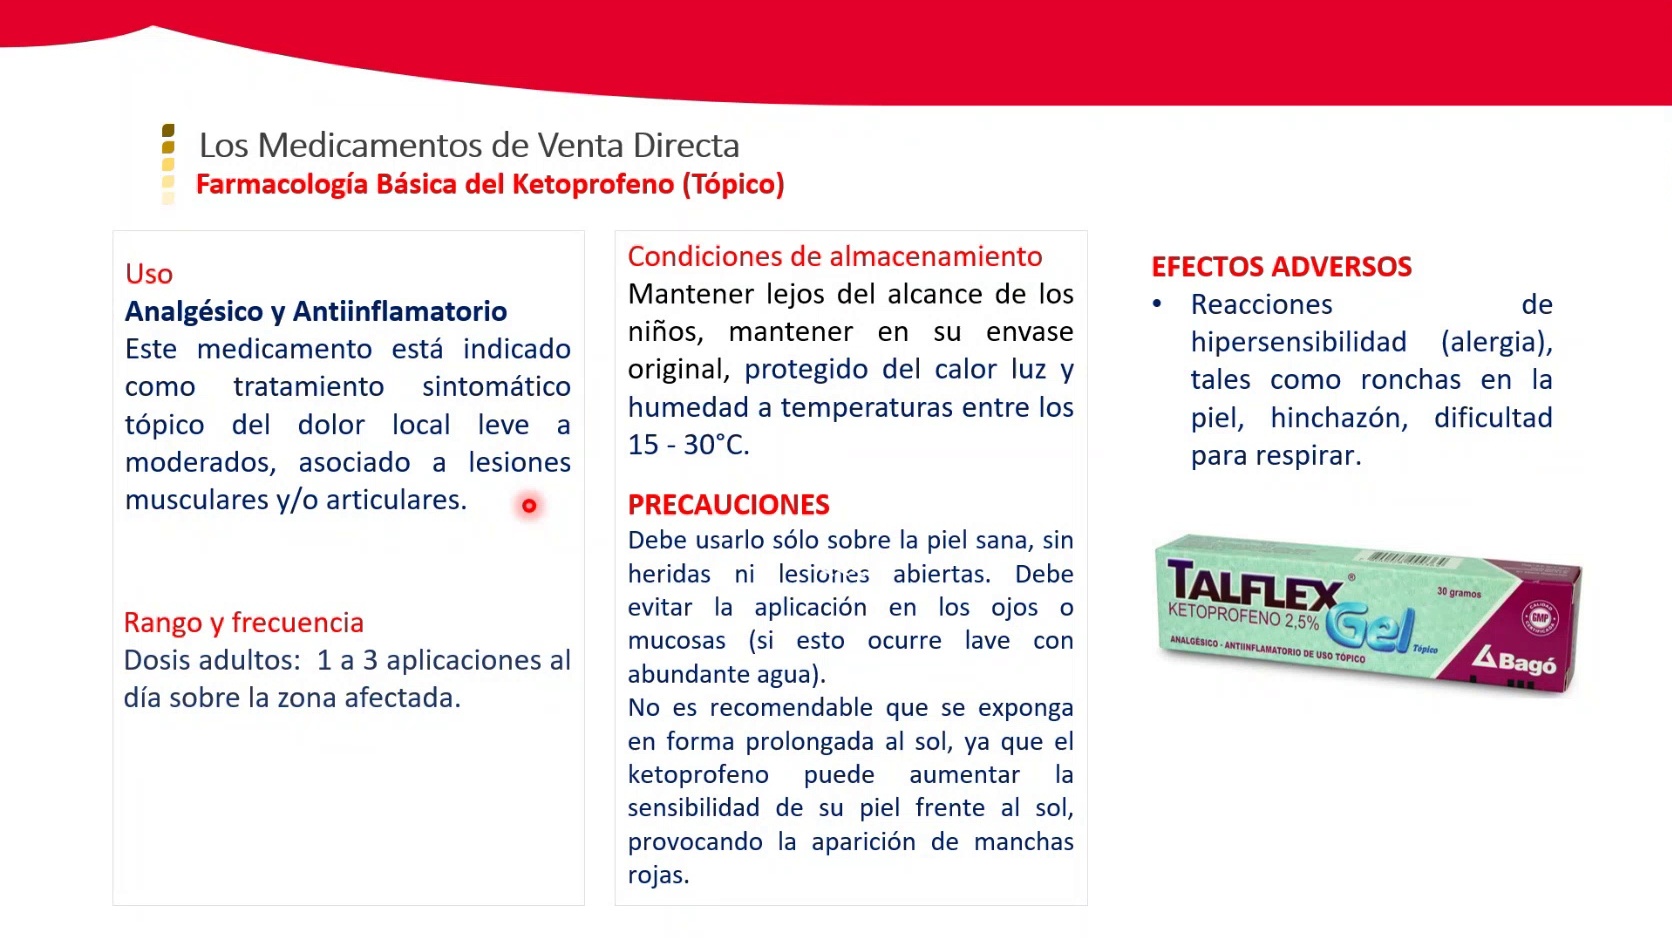 Los Medicamentos de Venta Directa
Farmacología Básica del Ketoprofeno (Tópico)
Uso
Analgésico y Antiinflamatorio
Este medicamento está indicado
como tratamiento sintomático
tópico del dolor local leve a
moderados, asociado a lesiones
musculares y/o articulares.
Rango y frecuencia
Dosis adultos: 1 a 3 aplicaciones al
día sobre la zona afectada.
Condiciones de almacenamiento
Mantener lejos del alcance de los
niños, mantener en su envase
original, protegido del calor luz y
humedad a temperaturas entre los
15 - 30°C.
PRECAUCIONES
Debe usarlo sólo sobre la piel sana, sin
heridas ni lesiones abiertas. Debe
evitar la aplicación en los ojos o
mucosas (si esto ocurre lave con
abundante agua).
No es recomendable que se exponga
en forma prolongada al sol, ya que el
ketoprofeno puede aumentar la
sensibilidad de su piel frente al sol,
provocando la aparición de manchas
rojas.
EFECTOS ADVERSOS
• Reacciones de
hipersensibilidad (alergia),
tales como ronchas en la
piel, hinchazón, dificultad
para respirar.
TALFLEX®
30 gramos
KETOPROFENO 2,5%
Gel
Tópico
ANALGÉSICO - ANTIINFLAMATORIO DE USO TÓPICO
GMP
Bagó